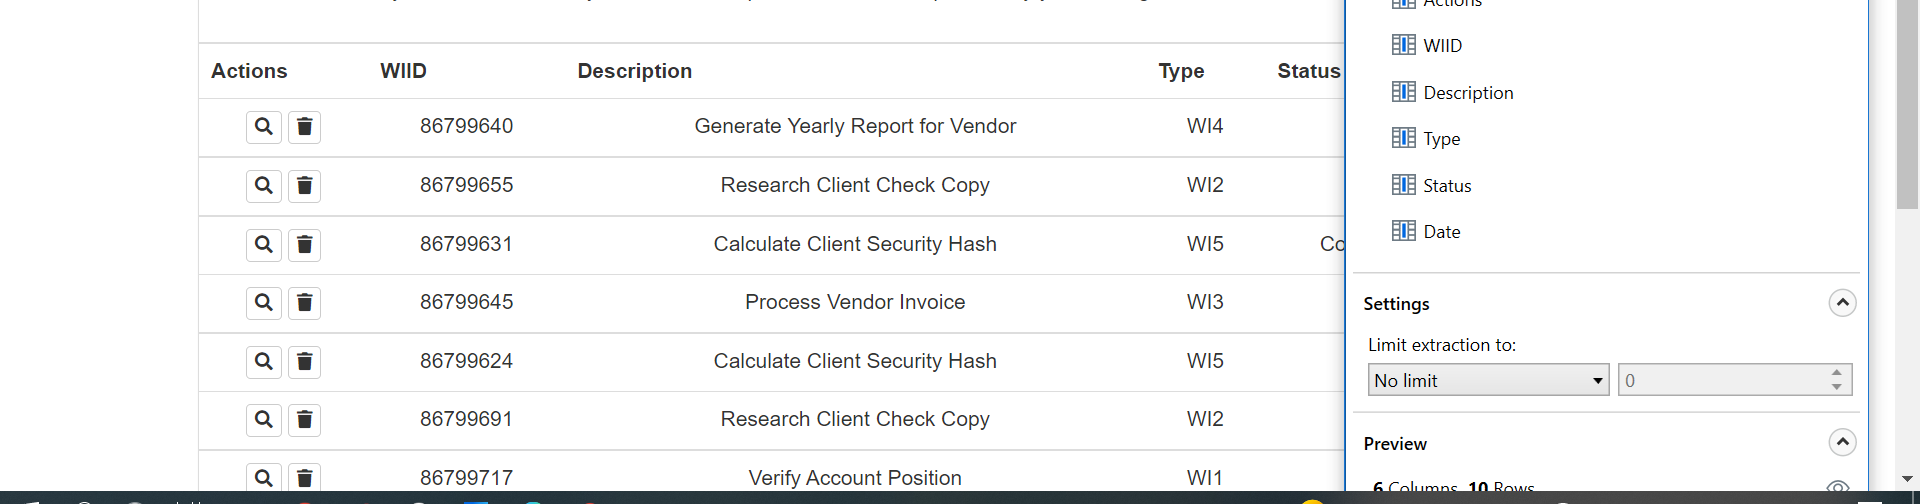 Actions WIID Description Type Status
86799640 Generate Yearly Report for Vendor WI4
86799655 Research Client Check Copy WI2
86799631 Calculate Client Security Hash WI5 Co
86799645 Process Vendor Invoice WI3
86799624 Calculate Client Security Hash WI5
86799691 Research Client Check Copy WI2
86799717 Verify Account Position WI1
Actions
WIID
Description
Type
Status
Date
Settings
Limit extraction to:
No limit 0
Preview
6 Columns, 10 Rows